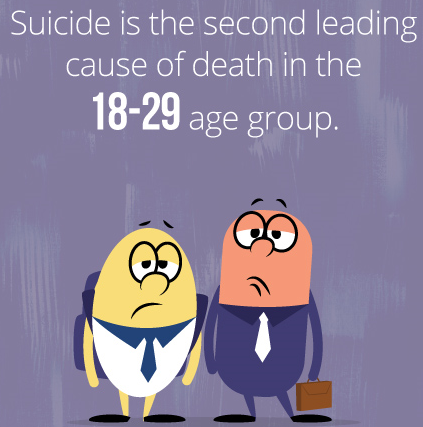 Suicide is the second leading
cause of death in the
18-29 age group.